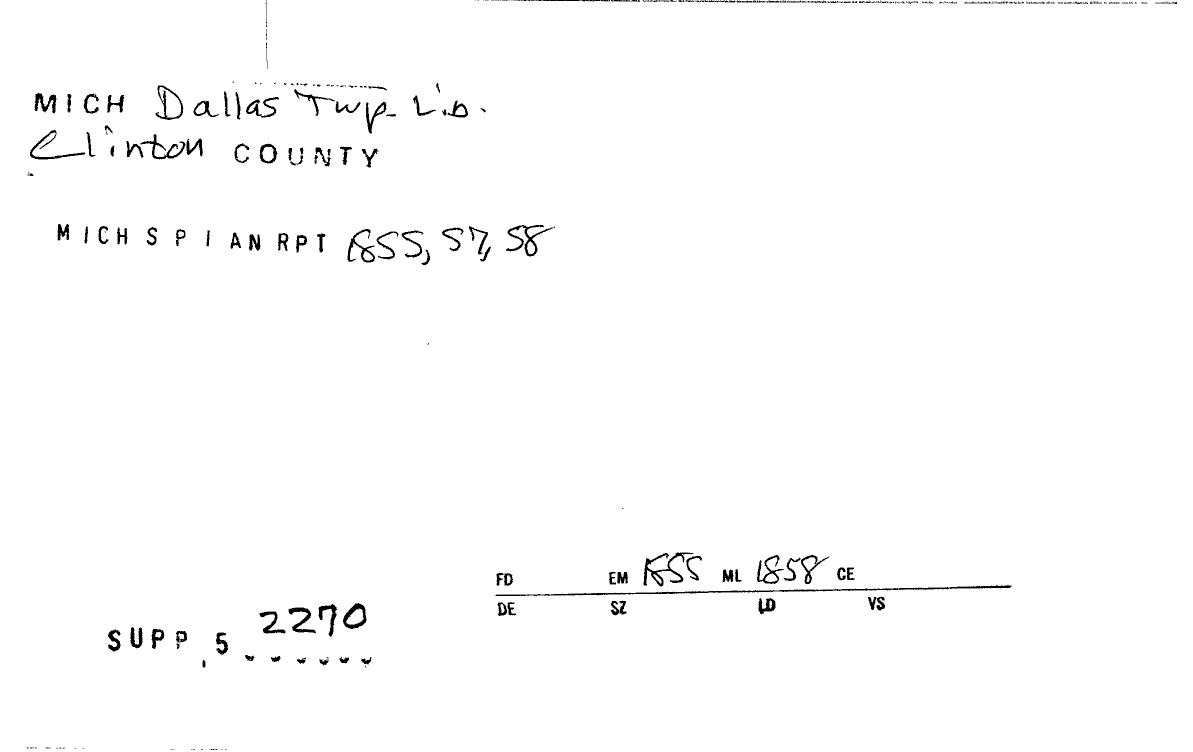 MICH Dallas Twp. Lib.
Clinton COUNTY
MICH S P I AN RPT 1855, 57, 58
FD EM 1855 ML 1858 CE
DE SZ LD VS
2270
SUPP. 5